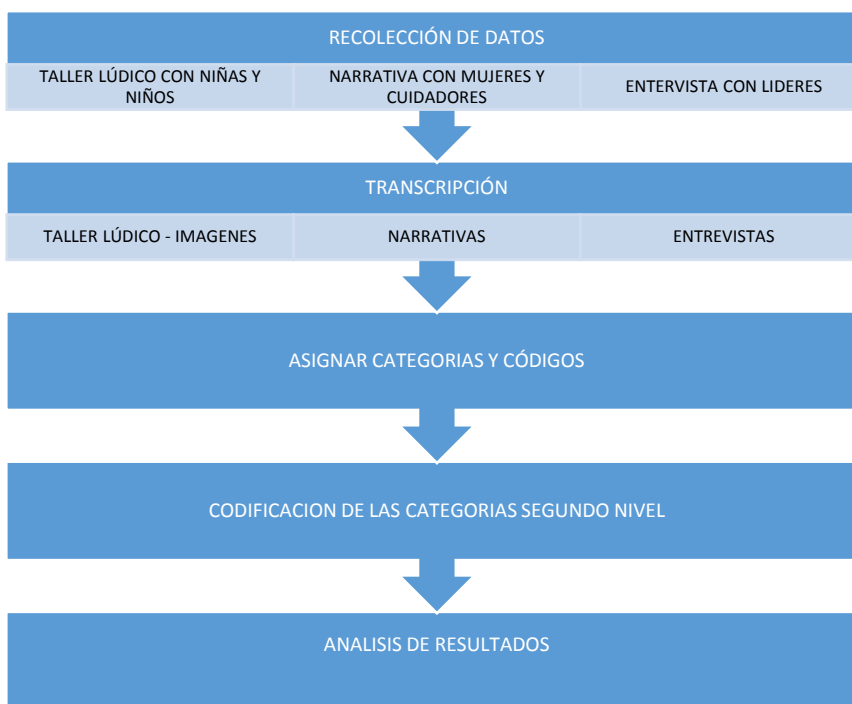 RECOLECCIÓN DE DATOS
TALLER LÚDICO CON NIÑAS Y
NIÑOS
NARRATIVA CON MUJERES Y
CUIDADORES
ENTERVISTA CON LIDERES
TRANSCRIPCIÓN
TALLER LÚDICO - IMAGENES
NARRATIVAS
ENTREVISTAS
ASIGNAR CATEGORIAS Y CÓDIGOS
CODIFICACION DE LAS CATEGORIAS SEGUNDO NIVEL
ANALISIS DE RESULTADOS